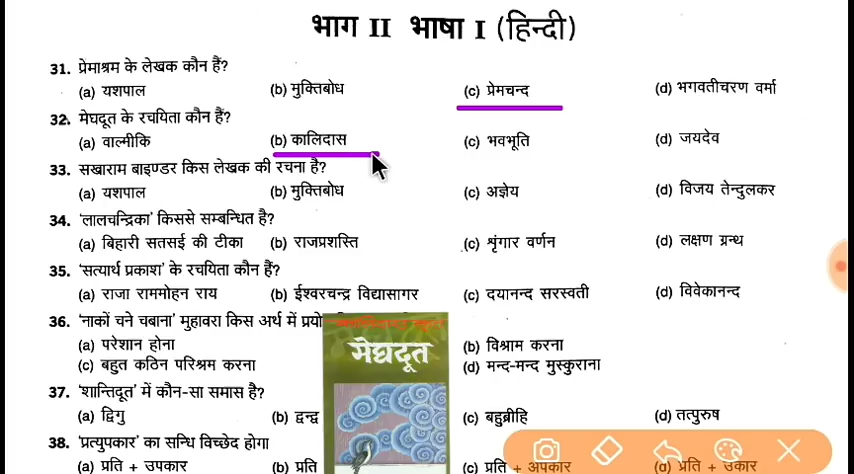 भाग II भाषा I (हिन्दी)
31. प्रेमाश्रम के लेखक कौन हैं?
(a) यशपाल (b) मुक्तिबोध (c) प्रेमचन्द (d) भगवतीचरण वर्मा
32. मेघदूत के रचयिता कौन हैं?
(a) वाल्मीकि (b) कालिदास (c) भवभूति (d) जयदेव
33. सखाराम बाइण्डर किस लेखक की रचना है?
(a) यशपाल (b) मुक्तिबोध (c) अज्ञेय (d) विजय तेन्दुलकर
34. 'लालचन्द्रिका' किससे सम्बन्धित है?
(a) बिहारी सतसई की टीका (b) राजप्रशस्ति (c) शृंगार वर्णन (d) लक्षण ग्रन्थ
35. 'सत्यार्थ प्रकाश' के रचयिता कौन हैं?
(a) राजा राममोहन राय (b) ईश्वरचन्द्र विद्यासागर (c) दयानन्द सरस्वती (d) विवेकानन्द
36. 'नाकों चने चबाना' मुहावरा किस अर्थ में
मेघदूत
(a) परेशान होना (b) विश्राम करना
(c) बहुत कठिन परिश्रम करना (d) मन्द-मन्द मुस्कुराना
37. 'शान्तिदूत' में कौन-सा समास है?
(a) द्विगु (b) द्वन्द्व (c) बहुब्रीहि (d) तत्पुरुष
38. 'प्रत्युपकार' का सन्धि विच्छेद होगा
(a) प्रति + उपकार (b) प्रति (c) प्रति + अपकार (d) प्रति + उकार